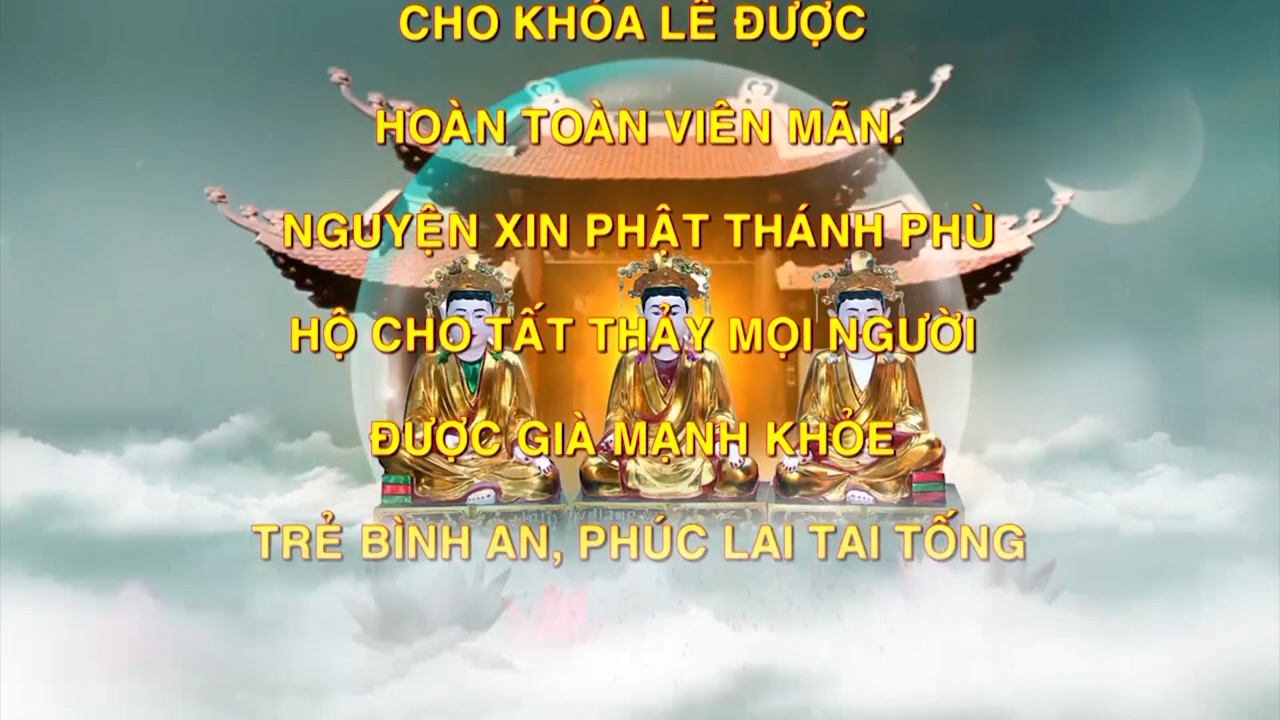 CHO KHÓA LỄ ĐƯỢC
HOÀN TOÀN VIÊN MÃN.
NGUYỆN XIN PHẬT THÁNH PHÙ
HỘ CHO TẤT THẢY MỌI NGƯỜI
ĐƯỢC GIÀ MẠNH KHỎE
TRẺ BÌNH AN, PHÚC LAI TAI TỐNG